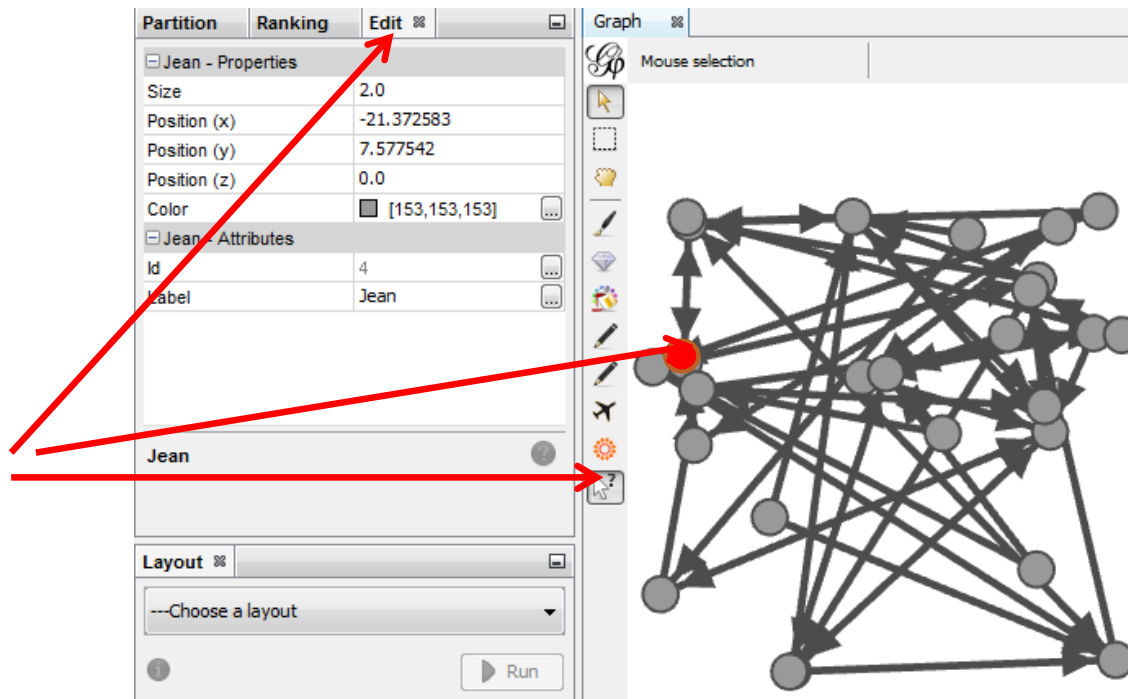 Partition Ranking Edit
Jean - Properties
Size 2.0
Position (x) -21.372583
Position (y) 7.577542
Position (z) 0.0
Color [153,153,153] ...
Jean - Attributes
Id 4 ...
Label Jean ...
Jean ?
Layout
---Choose a layout
i Run
Graph
Mouse selection
?